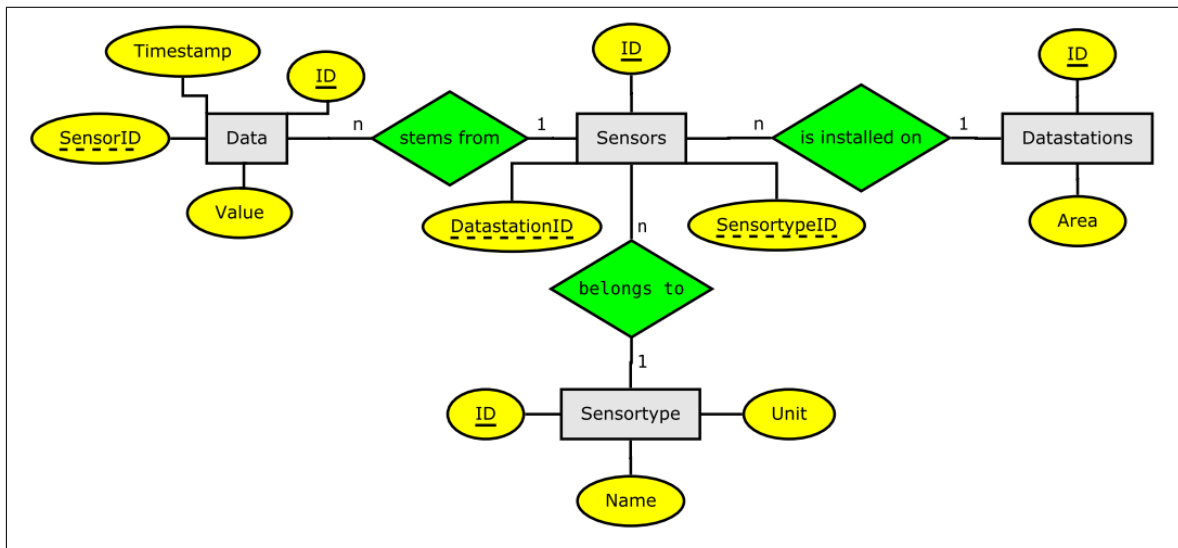 Timestamp
ID
ID
ID
SensorID
Data
n
stems from
1
Sensors
n
is installed on
1
Datastations
Value
DatastationID
n
SensortypeID
Area
belongs to
1
ID
Sensortype
Unit
Name